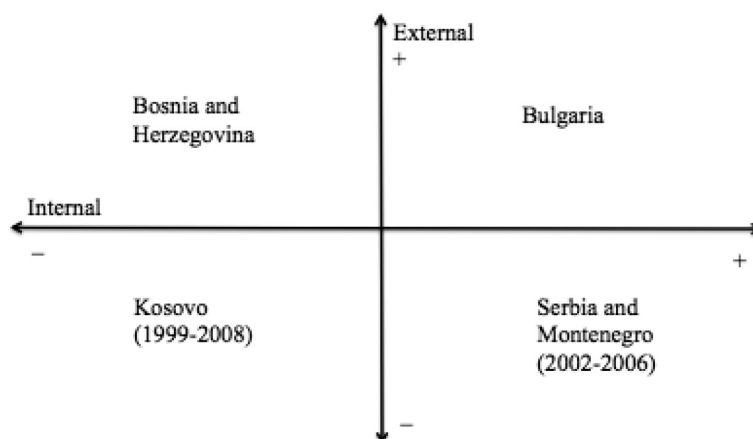 External
+
Bosnia and
Herzegovina
Bulgaria
Internal
–
+
Kosovo
(1999-2008)
Serbia and
Montenegro
(2002-2006)
–